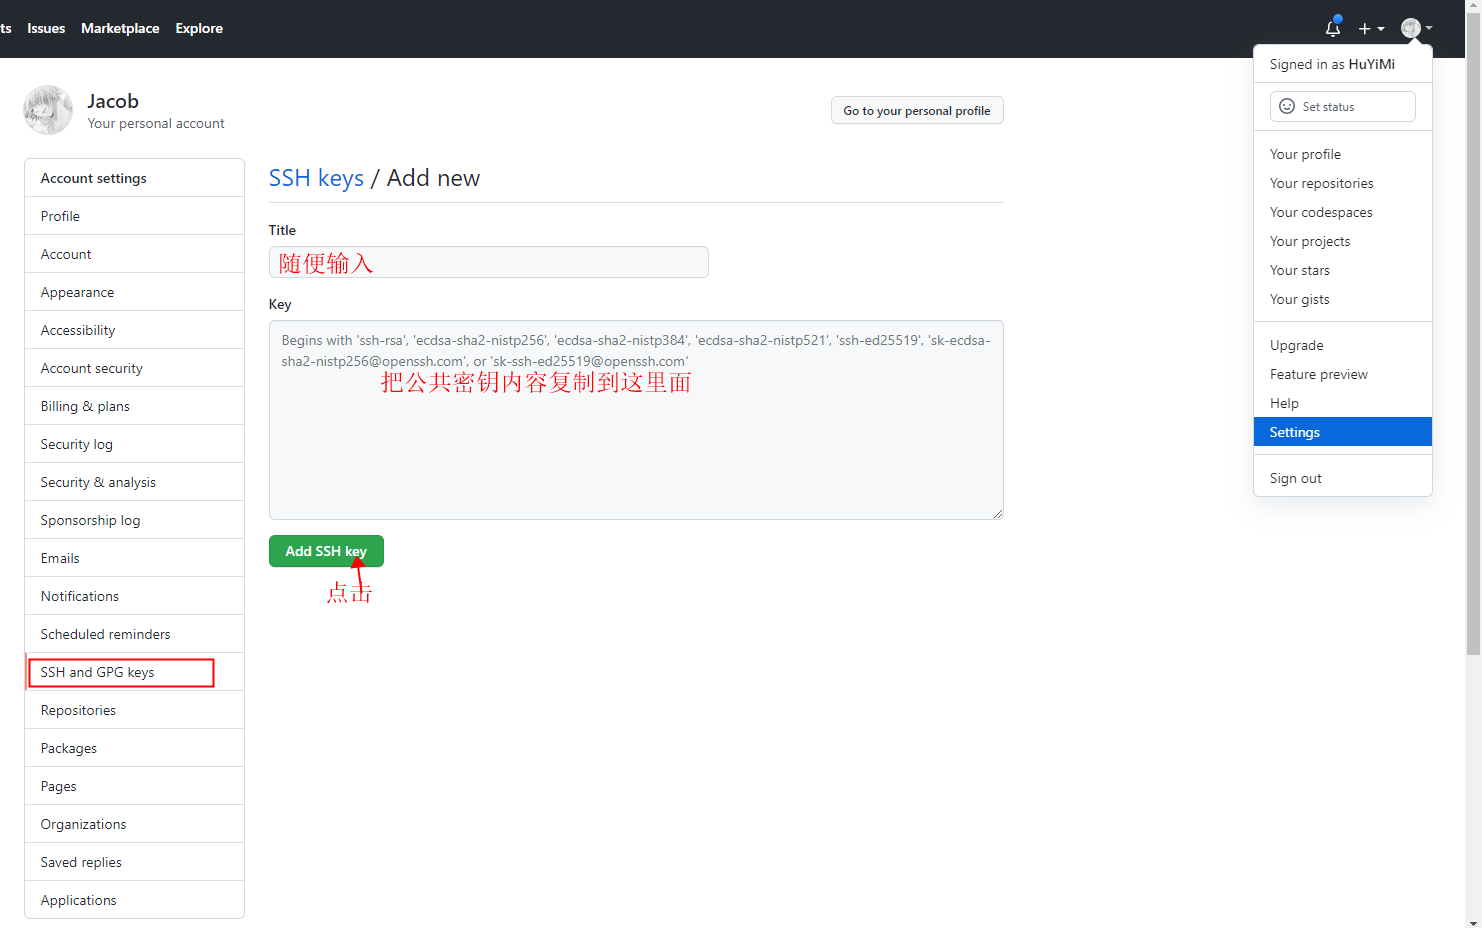 ts Issues Marketplace Explore
Signed in as HuYiMi
Set status
Your profile
Your repositories
Your codespaces
Your projects
Your stars
Your gists
Upgrade
Feature preview
Help
Settings
Sign out
Jacob
Your personal account
Go to your personal profile
Account settings
Profile
Account
Appearance
Accessibility
Account security
Billing & plans
Security log
Security & analysis
Sponsorship log
Emails
Notifications
Scheduled reminders
SSH and GPG keys
Repositories
Packages
Pages
Organizations
Saved replies
Applications
SSH keys / Add new
Title
随便输入
Key
Begins with 'ssh-rsa', 'ecdsa-sha2-nistp256', 'ecdsa-sha2-nistp384', 'ecdsa-sha2-nistp521', 'ssh-ed25519', 'sk-ecdsa-
sha2-nistp256@openssh.com', or 'sk-ssh-ed25519@openssh.com'
把公共密钥内容复制到这里面
Add SSH key
点击